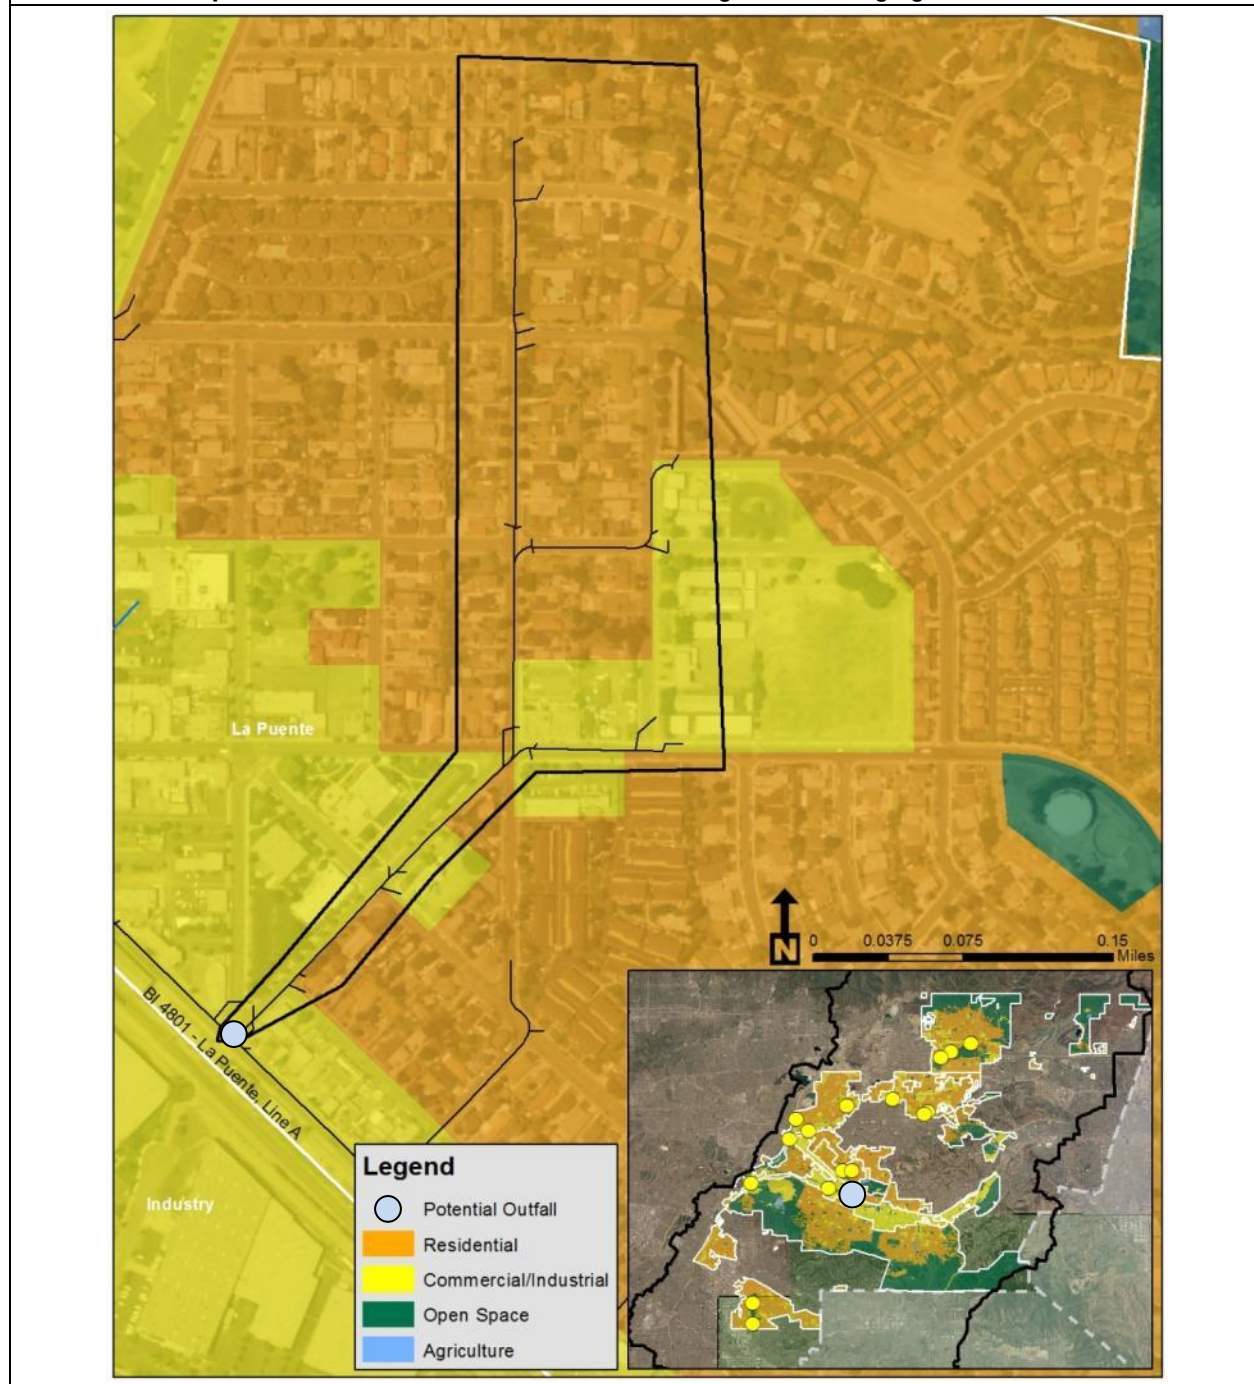 La Puente
N
0 0.0375 0.075 0.15
Miles
BI 4801 - La Puente, Line A
Industry
Legend
Potential Outfall
Residential
Commercial/Industrial
Open Space
Agriculture